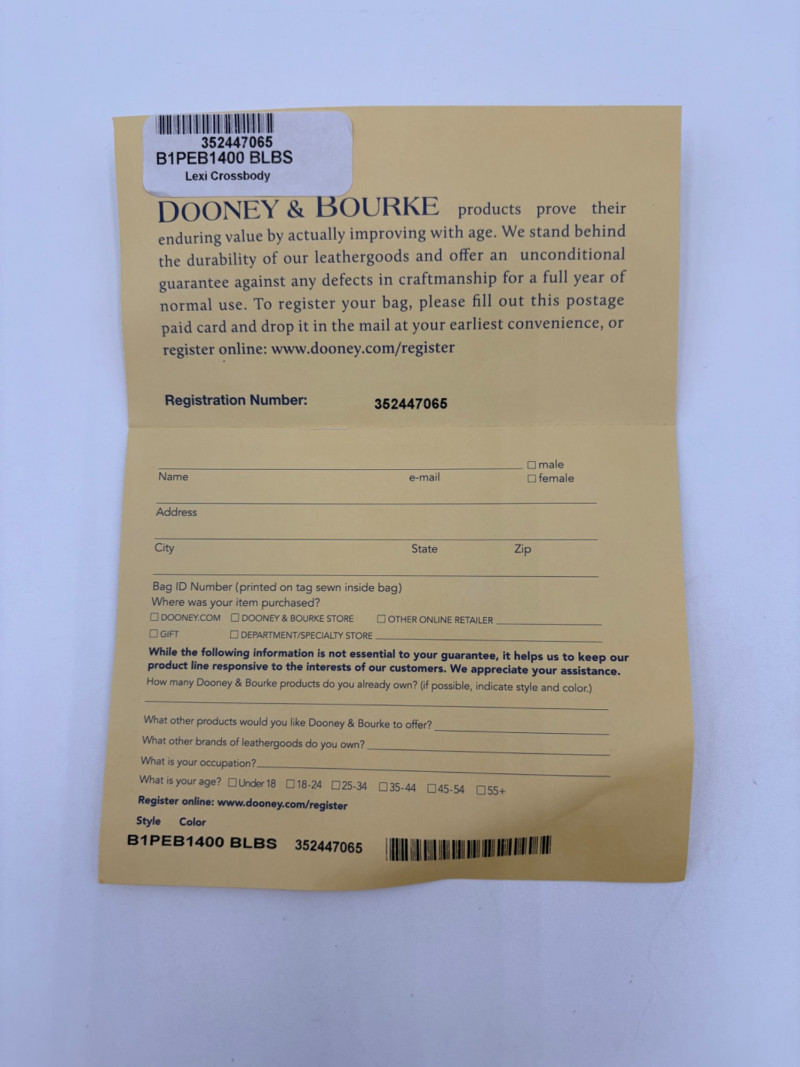 352447065
B1PEB1400 BLBS
Lexi Crossbody
DOONEY & BOURKE products prove their
enduring value by actually improving with age. We stand behind
the durability of our leathergoods and offer an unconditional
guarantee against any defects in craftmanship for a full year of
normal use. To register your bag, please fill out this postage
paid card and drop it in the mail at your earliest convenience, or
register online: www.dooney.com/register
Registration Number: 352447065
☐ male
Name e-mail ☐ female
Address
City State Zip
Bag ID Number (printed on tag sewn inside bag)
Where was your item purchased?
☐ DOONEY.COM ☐ DOONEY & BOURKE STORE ☐ OTHER ONLINE RETAILER
☐ GIFT ☐ DEPARTMENT/SPECIALTY STORE
While the following information is not essential to your guarantee, it helps us to keep our
product line responsive to the interests of our customers. We appreciate your assistance.
How many Dooney & Bourke products do you already own? (if possible, indicate style and color.)
What other products would you like Dooney & Bourke to offer?
What other brands of leathergoods do you own?
What is your occupation?
What is your age? ☐ Under 18 ☐ 18-24 ☐ 25-34 ☐ 35-44 ☐ 45-54 ☐ 55+
Register online: www.dooney.com/register
Style Color
B1PEB1400 BLBS 352447065